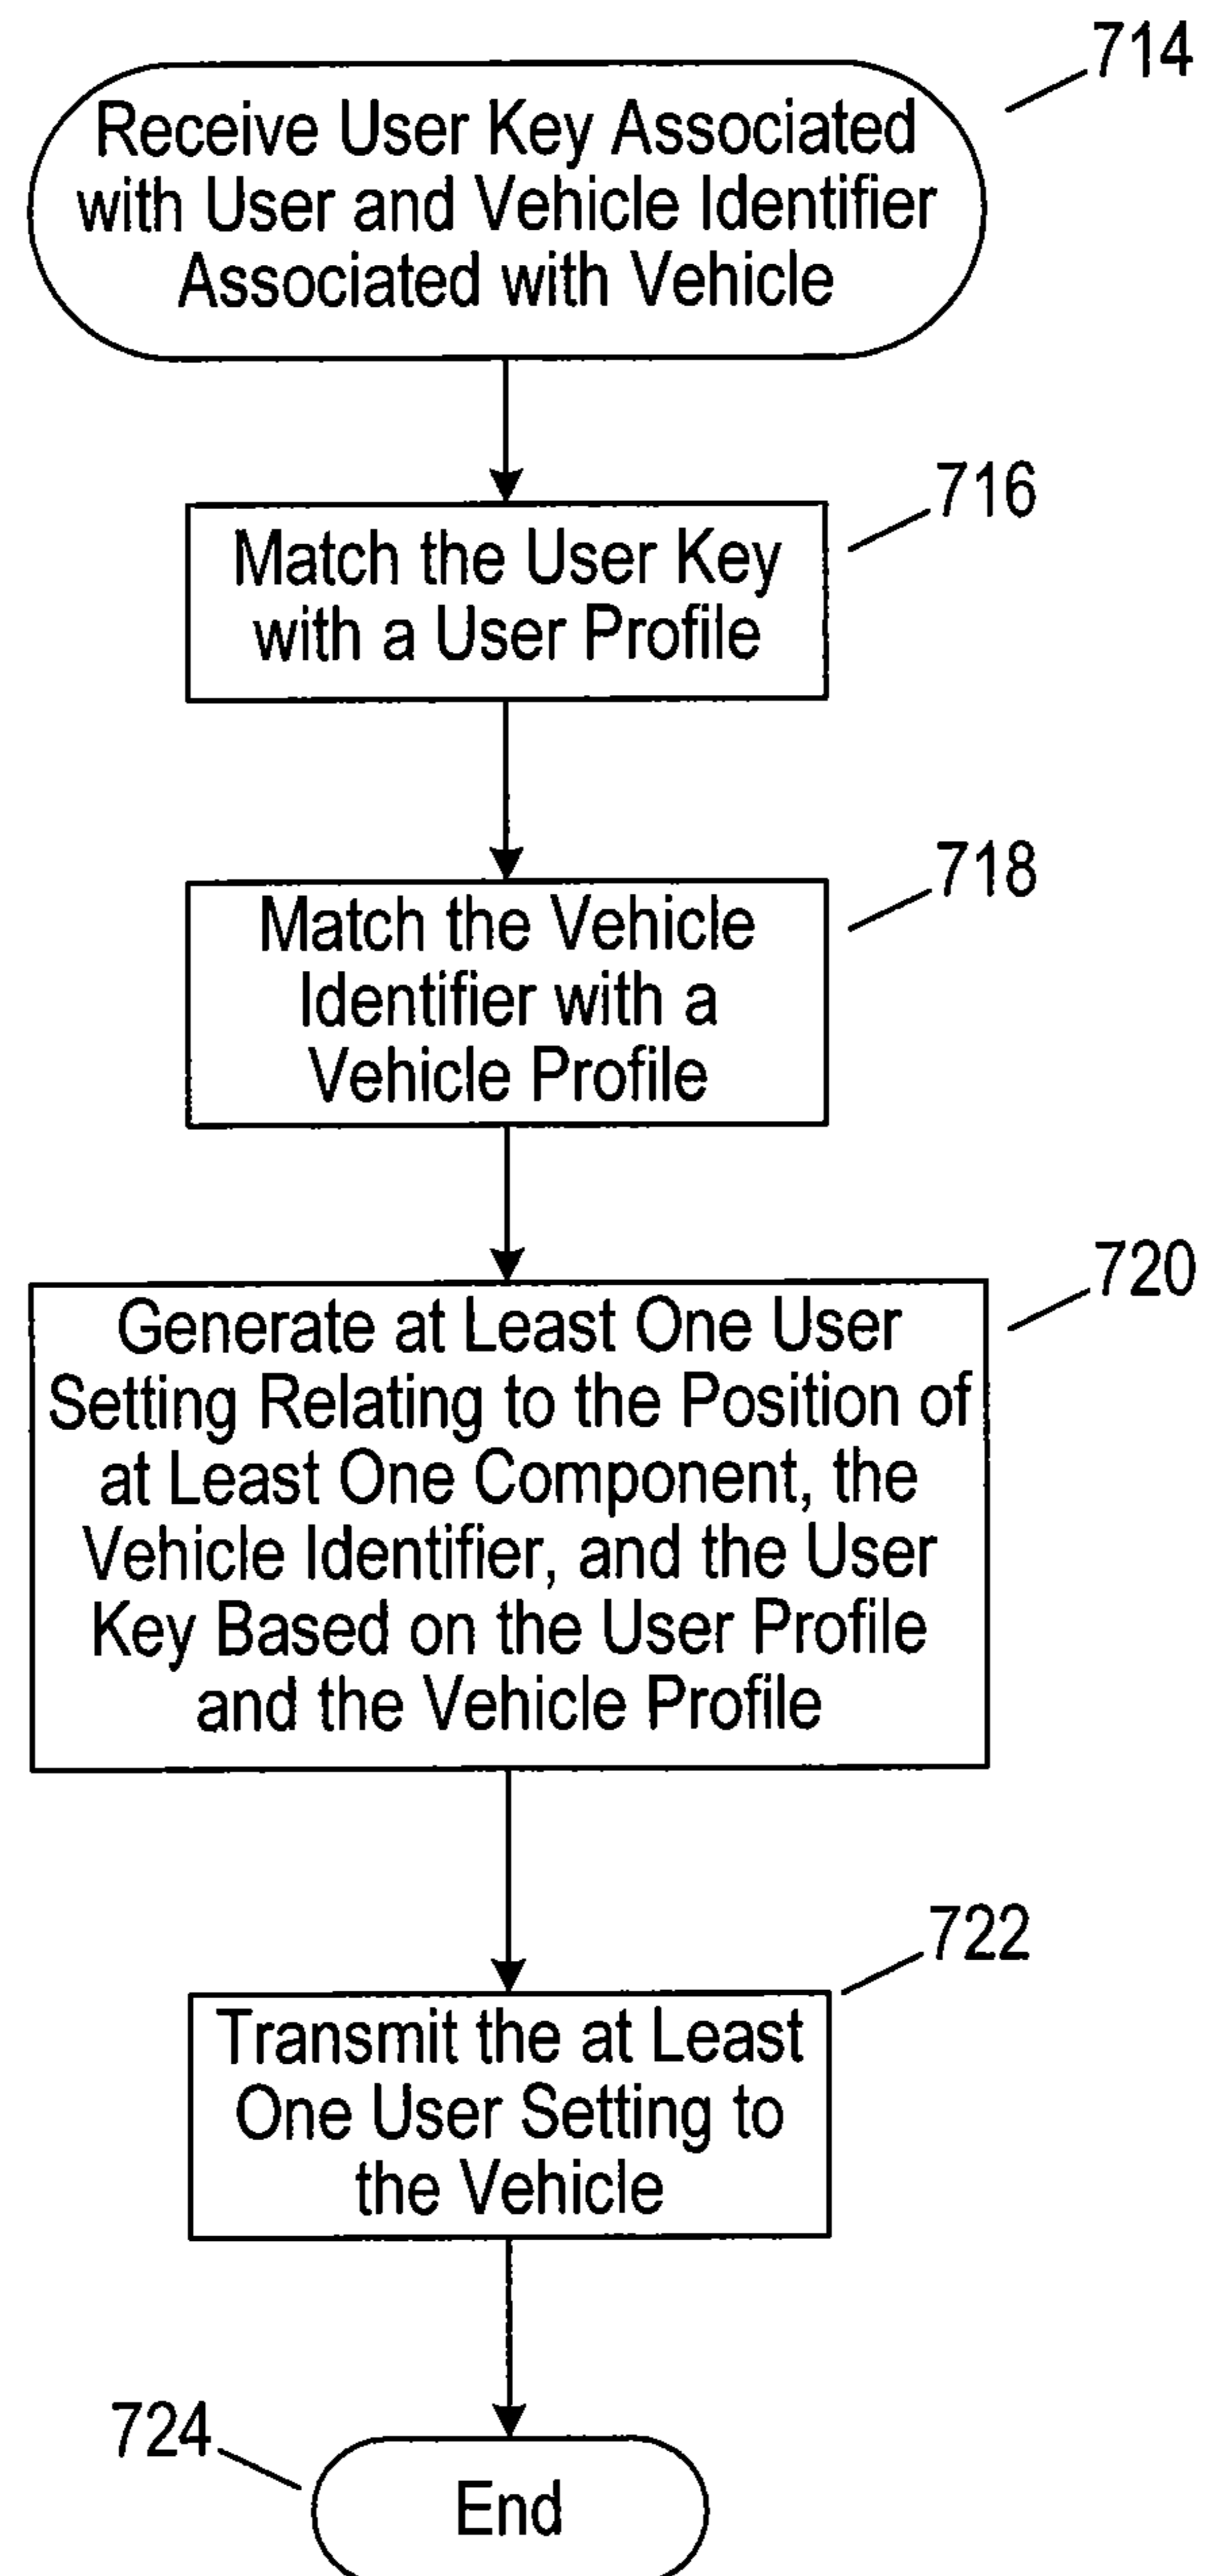 714
Receive User Key Associated
with User and Vehicle Identifier
Associated with Vehicle
716
Match the User Key
with a User Profile
718
Match the Vehicle
Identifier with a
Vehicle Profile
720
Generate at Least One User
Setting Relating to the Position of
at Least One Component, the
Vehicle Identifier, and the User
Key Based on the User Profile
and the Vehicle Profile
722
Transmit the at Least
One User Setting to
the Vehicle
724
End